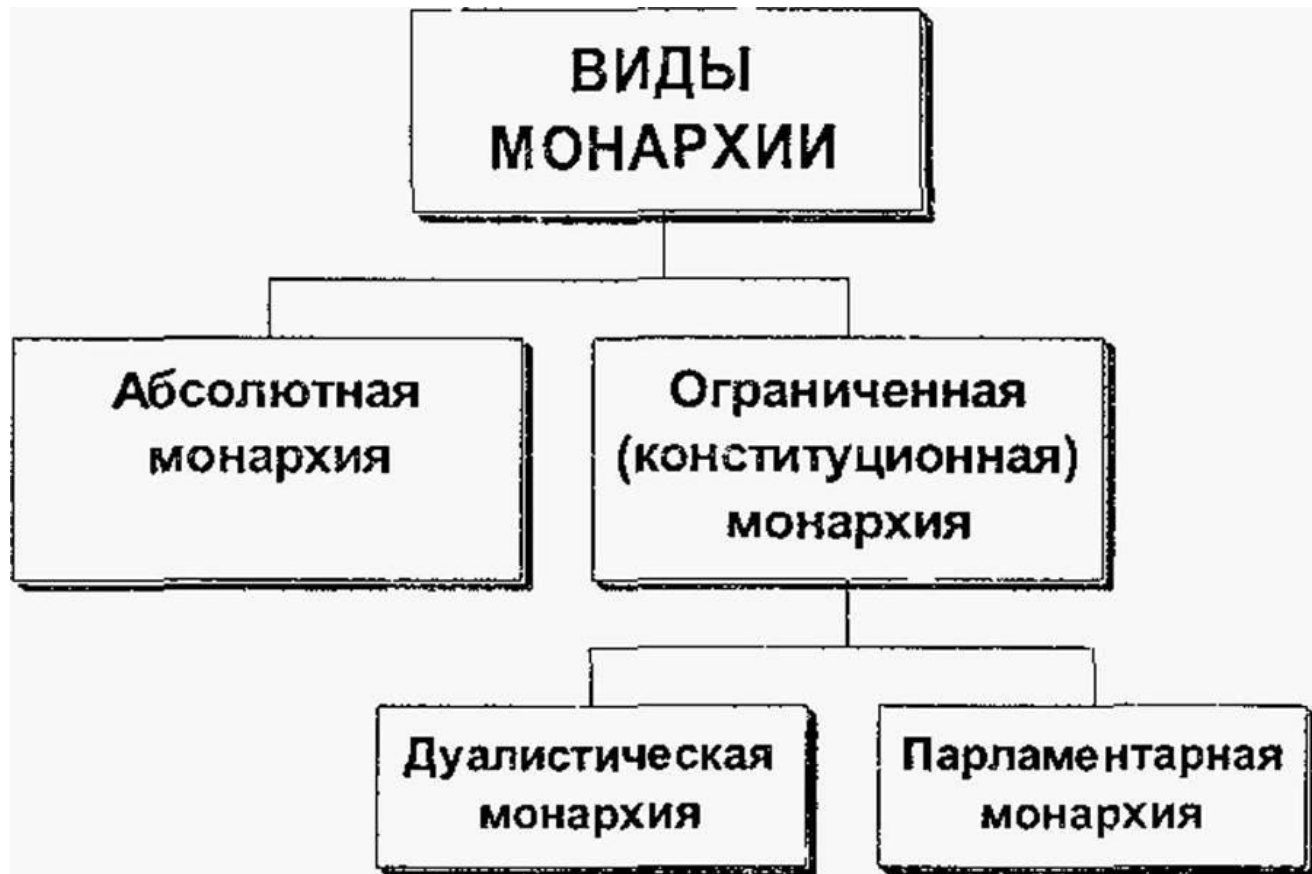 ВИДЫ
МОНАРХИИ
Абсолютная
монархия
Ограниченная
(конституционная)
монархия
Дуалистическая
монархия
Парламентарная
монархия